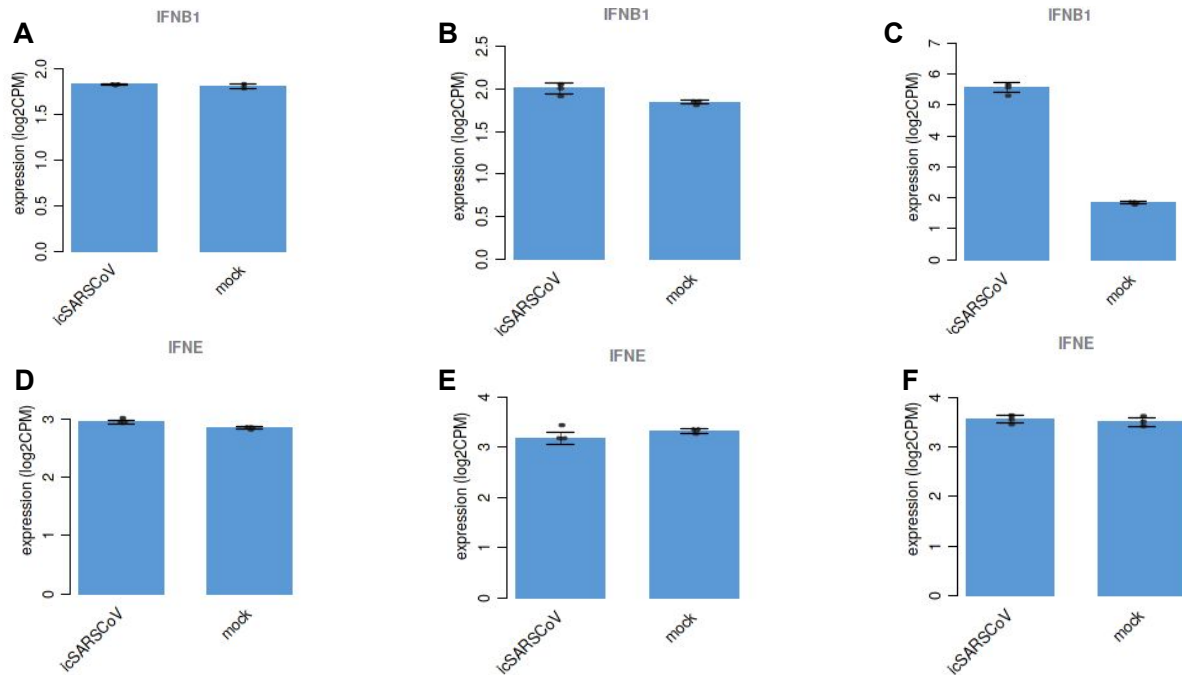 A
IFNB1
expression (log2CPM)
2.0
1.5
1.0
0.5
0.0
icSARSCoV
mock
B
IFNB1
expression (log2CPM)
2.5
2.0
1.5
1.0
0.5
0.0
icSARSCoV
mock
C
IFNB1
expression (log2CPM)
7
6
5
4
3
2
1
0
icSARSCoV
mock
D
IFNE
expression (log2CPM)
3
2
1
0
icSARSCoV
mock
E
IFNE
expression (log2CPM)
4
3
2
1
0
icSARSCoV
mock
F
IFNE
expression (log2CPM)
4
3
2
1
0
icSARSCoV
mock